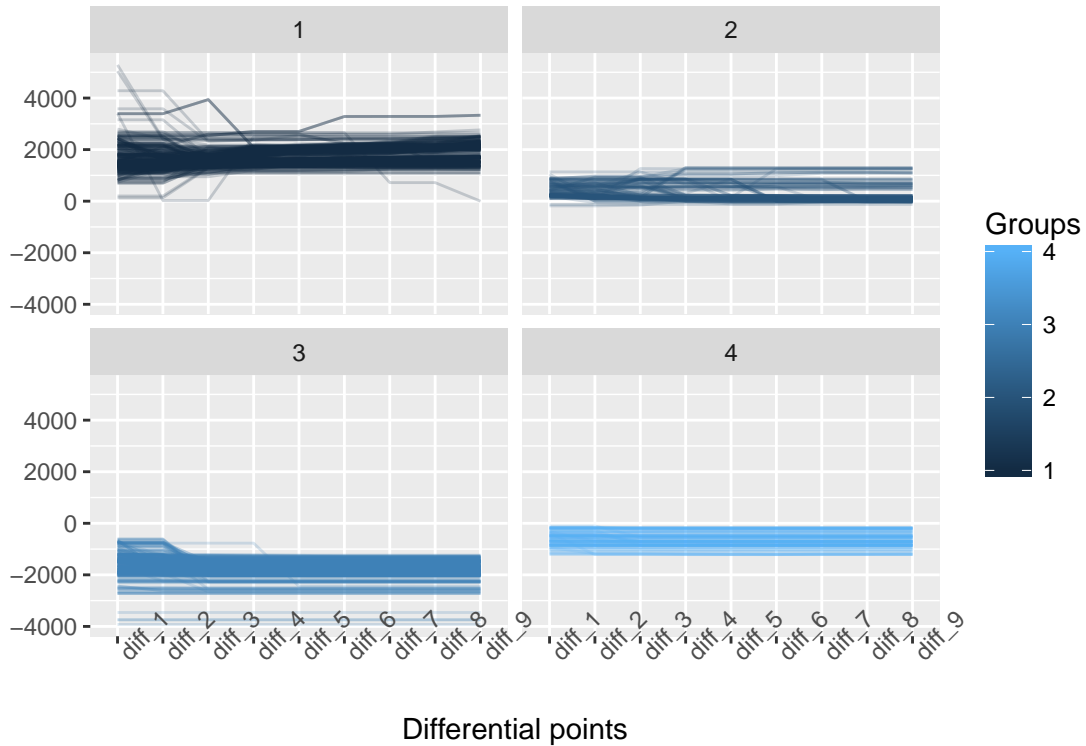 1
2
4000
2000
0
−2000
−4000
3
4
4000
2000
0
−2000
−4000
diff_1
diff_2
diff_3
diff_4
diff_5
diff_6
diff_7
diff_8
diff_9
diff_1
diff_2
diff_3
diff_4
diff_5
diff_6
diff_7
diff_8
diff_9
Differential points
Groups
4
3
2
1